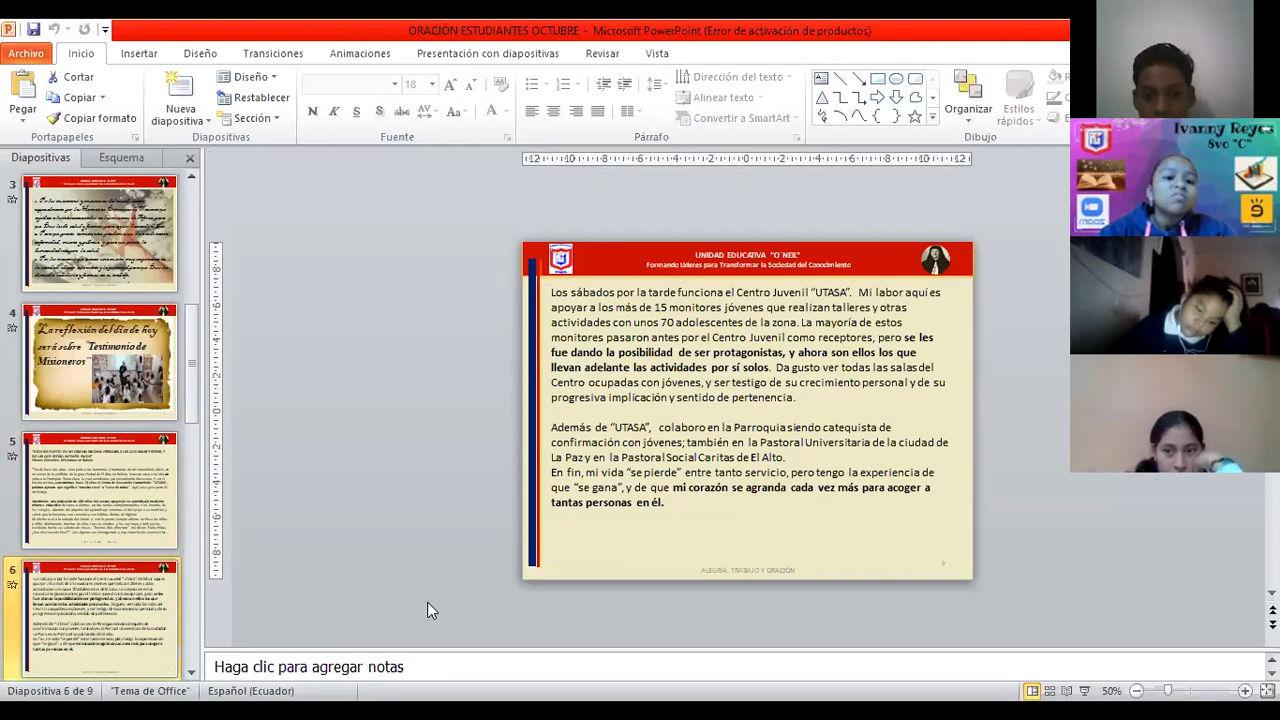 ORACION ESTUDIANTES OCTUBRE - Microsoft PowerPoint (Error de activación de productos)
Archivo Inicio Insertar Diseño Transiciones Animaciones Presentación con diapositivas Revisar Vista
Pegar
Cortar
Copiar
Copiar formato
Portapapeles
Nueva
diapositiva
Diseño
Restablecer
Sección
Diapositivas
18
Fuente
Párrafo
Dirección del texto
Alinear texto
Convertir a SmartArt
Organizar
Estilos
rápidos
Dibujo
Ivanny Reyes
8vo "C"
Diapositivas Esquema
3
La reflexión del día de hoy
será sobre "Testimonio de
Misioneros"
5
6
UNIDAD EDUCATIVA "O´NEIL"
Formando Líderes para Transformar la Sociedad del Conocimiento
Los sábados por la tarde funciona el Centro Juvenil "UTASA". Mi labor aquí es
apoyar a los más de 15 monitores jóvenes que realizan talleres y otras
actividades con unos 70 adolescentes de la zona. La mayoría de estos
monitores pasaron antes por el Centro Juvenil como receptores, pero se les
fue dando la posibilidad de ser protagonistas, y ahora son ellos los que
llevan adelante las actividades por sí solos. Da gusto ver todas las salas del
Centro ocupadas con jóvenes, y ser testigo de su crecimiento personal y de su
progresiva implicación y sentido de pertenencia.
Además de "UTASA", colaboro en la Parroquia siendo catequista de
confirmación con jóvenes; también en la Pastoral Universitaria de la ciudad de
La Paz y en la Pastoral Social Caritas de El Alto.
En fin, mi vida "se pierde" entre tanto servicio, pero tengo la experiencia de
que "se gana", y de que mi corazón se agranda cada vez más para acoger a
tantas personas en él.
ALEGRÍA, TRABAJO Y ORACIÓN
6
Haga clic para agregar notas
Diapositiva 6 de 9 "Tema de Office" Español (Ecuador) 50%